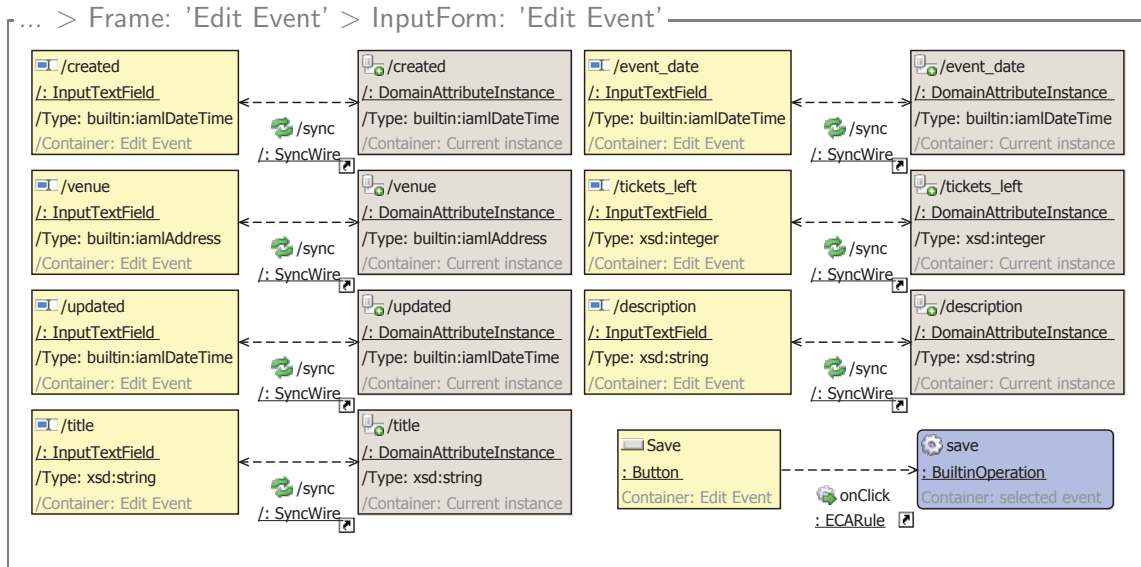 ... > Frame: 'Edit Event' > InputForm: 'Edit Event'
/created
/: InputTextField
/Type: builtin:iamlDateTime
/Container: Edit Event
/sync
/: SyncWire
/created
/: DomainAttributeInstance
/Type: builtin:iamlDateTime
/Container: Current instance
/event_date
/: InputTextField
/Type: builtin:iamlDateTime
/Container: Edit Event
/sync
/: SyncWire
/event_date
/: DomainAttributeInstance
/Type: builtin:iamlDateTime
/Container: Current instance
/venue
/: InputTextField
/Type: builtin:iamlAddress
/Container: Edit Event
/sync
/: SyncWire
/venue
/: DomainAttributeInstance
/Type: builtin:iamlAddress
/Container: Current instance
/tickets_left
/: InputTextField
/Type: xsd:integer
/Container: Edit Event
/sync
/: SyncWire
/tickets_left
/: DomainAttributeInstance
/Type: xsd:integer
/Container: Current instance
/updated
/: InputTextField
/Type: builtin:iamlDateTime
/Container: Edit Event
/sync
/: SyncWire
/updated
/: DomainAttributeInstance
/Type: builtin:iamlDateTime
/Container: Current instance
/description
/: InputTextField
/Type: xsd:string
/Container: Edit Event
/sync
/: SyncWire
/description
/: DomainAttributeInstance
/Type: xsd:string
/Container: Current instance
/title
/: InputTextField
/Type: xsd:string
/Container: Edit Event
/sync
/: SyncWire
/title
/: DomainAttributeInstance
/Type: xsd:string
/Container: Current instance
Save
: Button
Container: Edit Event
onClick
: ECARule
save
: BuiltinOperation
Container: selected event